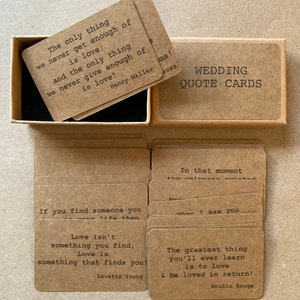 The only thing
we never get enough of
is love;
and the only thing
we never give enough of
is love!
Henry Miller
WEDDING
QUOTE CARDS
In that moment
If you find someone you
When I saw you
Love isn't
something you find,
Love is
something that finds you!
Loretta Young
The greatest thing
you'll ever learn
is to love
& be loved in return!
Moulin Rouge